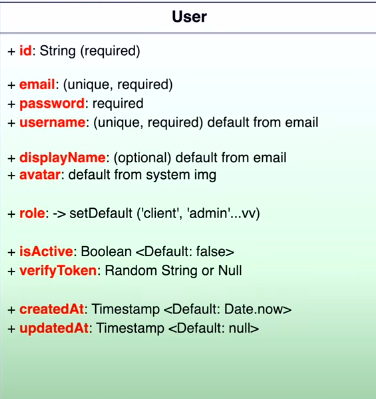 User
+ id: String (required)
+ email: (unique, required)
+ password: required
+ username: (unique, required) default from email
+ displayName: (optional) default from email
+ avatar: default from system img
+ role: -> setDefault ('client', 'admin'...vv)
+ isActive: Boolean <Default: false>
+ verifyToken: Random String or Null
+ createdAt: Timestamp <Default: Date.now>
+ updatedAt: Timestamp <Default: null>